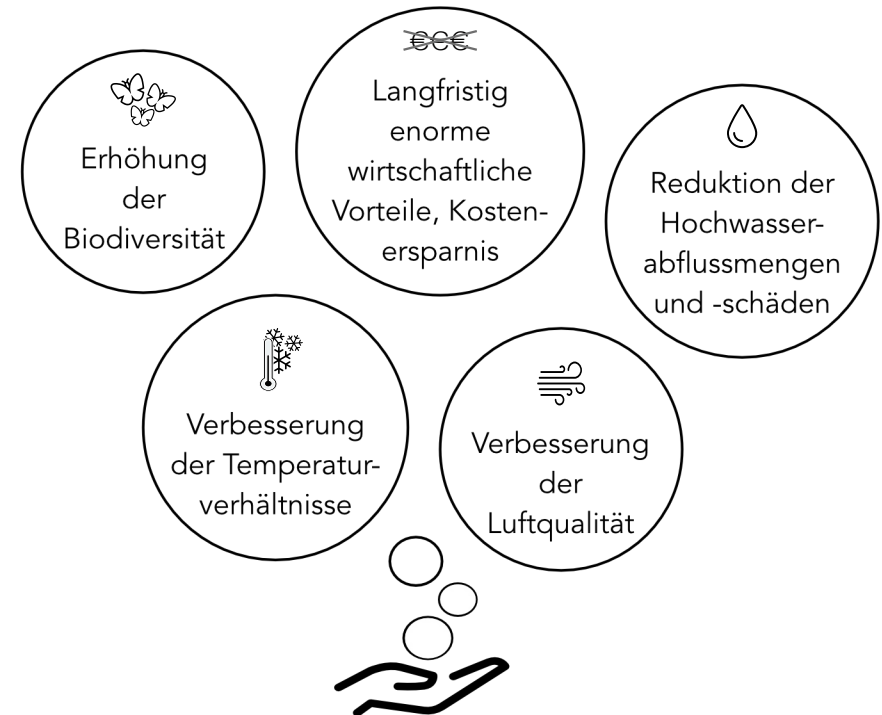 Erhöhung
der
Biodiversität
€€€
Langfristig
enorme
wirtschaftliche
Vorteile, Kosten-
ersparnis
Reduktion der
Hochwasser-
abflussmengen
und -schäden
Verbesserung
der Temperatur-
verhältnisse
Verbesserung
der
Luftqualität